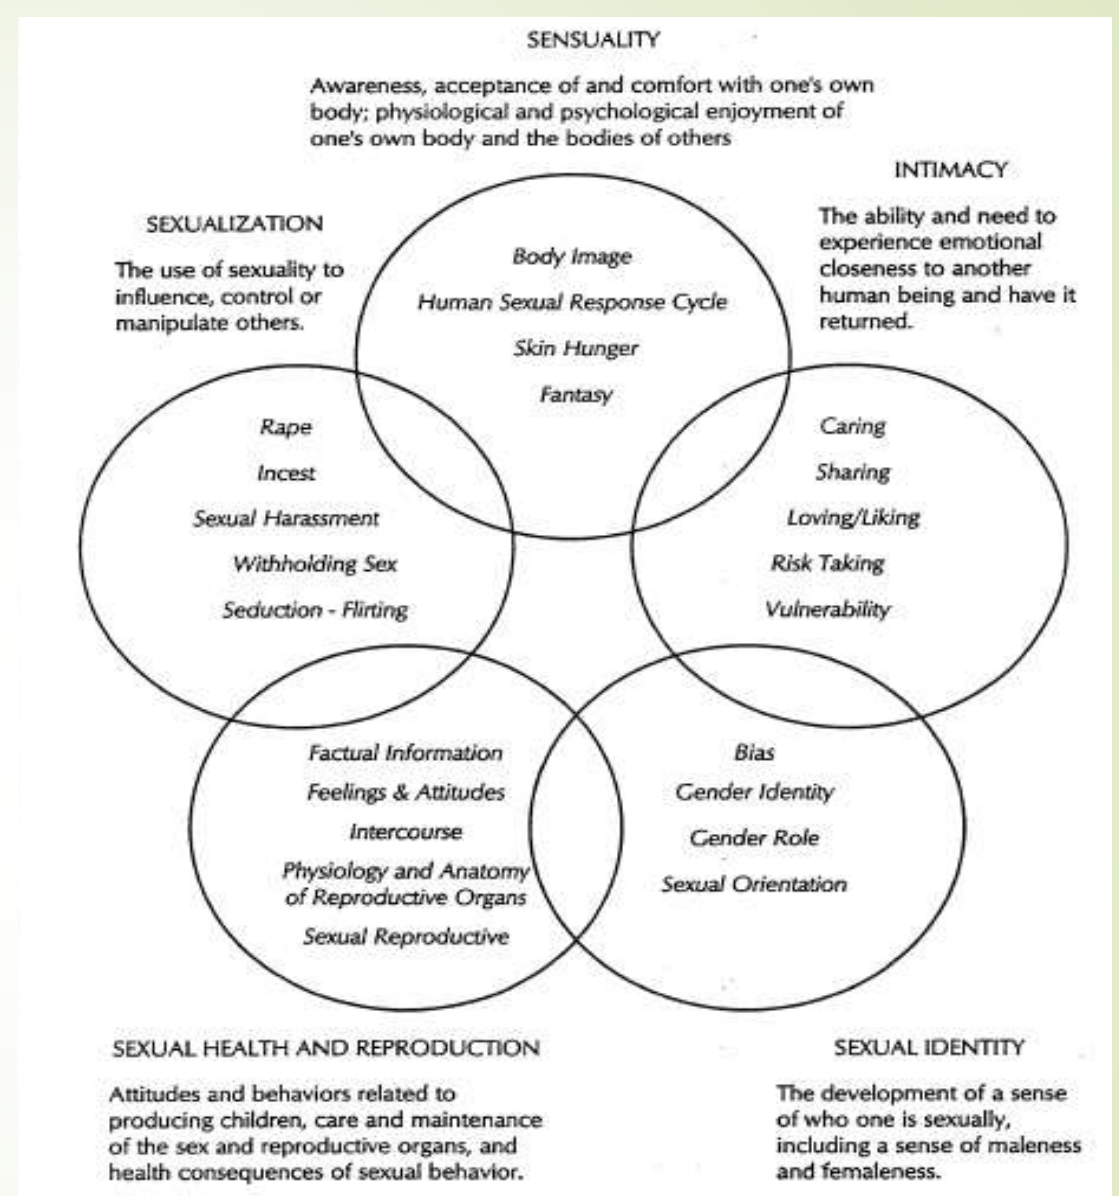 SENSUALITY
Awareness, acceptance of and comfort with one's own
body; physiological and psychological enjoyment of
one's own body and the bodies of others
INTIMACY
The ability and need to
experience emotional
closeness to another
human being and have it
returned.
SEXUALIZATION
The use of sexuality to
influence, control or
manipulate others.
Body Image
Human Sexual Response Cycle
Skin Hunger
Fantasy
Rape
Incest
Sexual Harassment
Withholding Sex
Seduction - Flirting
Caring
Sharing
Loving/Liking
Risk Taking
Vulnerability
Factual Information
Feelings & Attitudes
Intercourse
Physiology and Anatomy
of Reproductive Organs
Sexual Reproductive
Bias
Gender Identity
Gender Role
Sexual Orientation
SEXUAL HEALTH AND REPRODUCTION
Attitudes and behaviors related to
producing children, care and maintenance
of the sex and reproductive organs, and
health consequences of sexual behavior.
SEXUAL IDENTITY
The development of a sense
of who one is sexually,
including a sense of maleness
and femaleness.